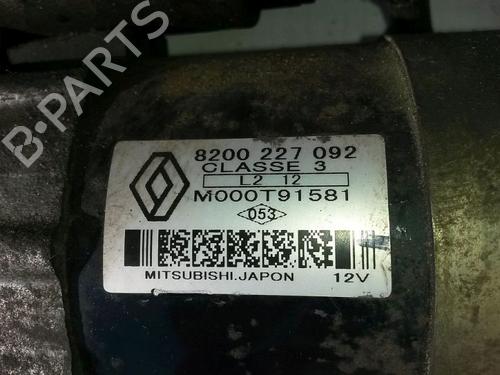 B-PARTS
8200 227 092
CLASSE 3
L2 12
M000T91581
053
MITSUBISHI.JAPON 12V